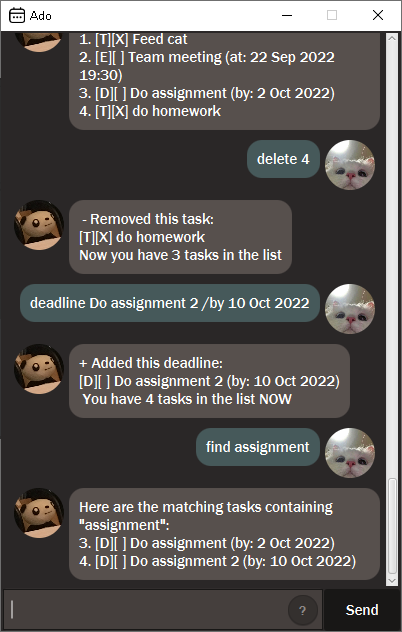 Ado
1. [T][X] Feed cat
2. [E][ ] Team meeting (at: 22 Sep 2022
19:30)
3. [D][ ] Do assignment (by: 2 Oct 2022)
4. [T][X] do homework
delete 4
- Removed this task:
[T][X] do homework
Now you have 3 tasks in the list
deadline Do assignment 2 /by 10 Oct 2022
+ Added this deadline:
[D][ ] Do assignment 2 (by: 10 Oct 2022)
You have 4 tasks in the list NOW
find assignment
Here are the matching tasks containing
"assignment":
3. [D][ ] Do assignment (by: 2 Oct 2022)
4. [D][ ] Do assignment 2 (by: 10 Oct 2022)
?
Send